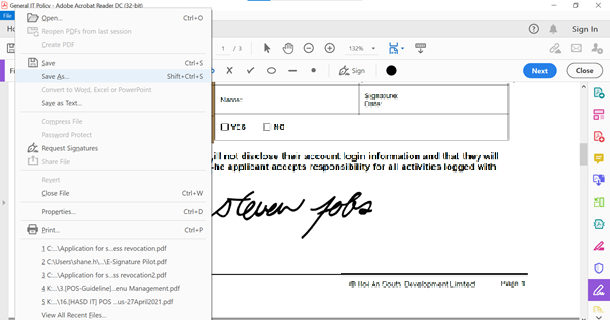 General IT Policy - Adobe Acrobat Reader DC (32-bit)
File
Open... Ctrl+O
Reopen PDFs from last session
Create PDF
Save Ctrl+S
Save As... Shift+Ctrl+S
Convert to Word, Excel or PowerPoint
Save as Text...
Compress File
Password Protect
Request Signatures
Share File
Revert
Close File Ctrl+W
Properties... Ctrl+D
Print... Ctrl+P
1 C:...\Application for s...ess revocation.pdf
2 C:\Users\shane.h\...\E-Signature Pilot.pdf
3 C:...\Application for s...ss revocation2.pdf
4 K:...\3.[POS-Guideline]...enu Management.pdf
5 K:...\16.[HASD IT] POS ...us-27April2021.pdf
View All Recent Files...
Sign In
1 / 3
132%
Sign
Next
Close
Name:
Signature:
Date:
YES NO
ill not disclose their account login information and that they will
he applicant accepts responsibility for all activities logged with
steven jobs
© Hoi An South Development Limited Page 1